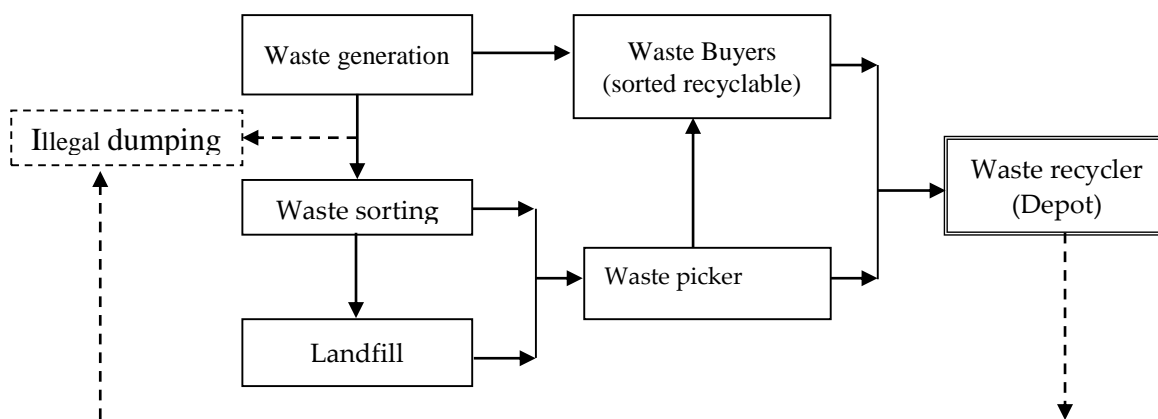 Waste generation
Waste Buyers
(sorted recyclable)
Illegal dumping
Waste sorting
Waste recycler
(Depot)
Waste picker
Landfill